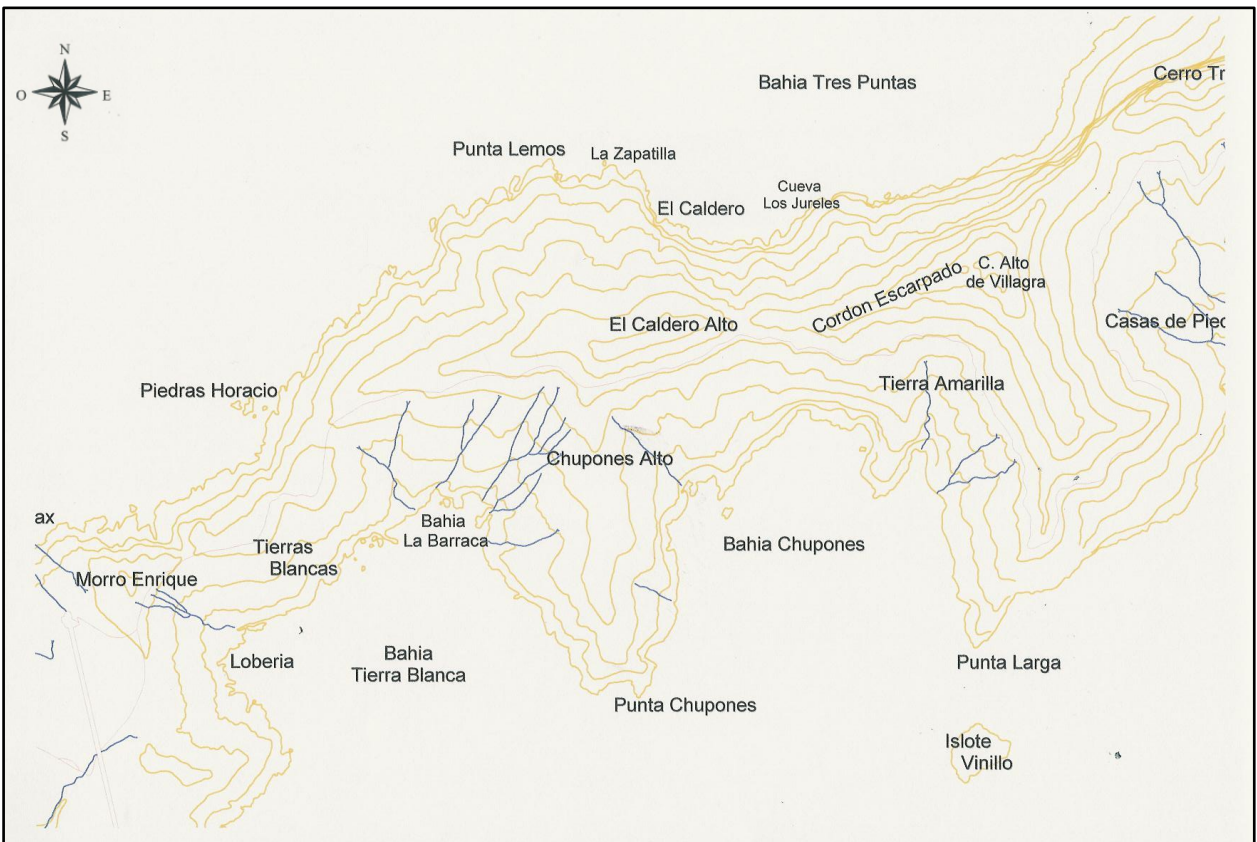 N
O
E
S
Bahia Tres Puntas
Cerro Tr
Punta Lemos
La Zapatilla
Cueva
Los Jureles
El Caldero
C. Alto
de Villagra
Cordon Escarpado
El Caldero Alto
Casas de Pied
Piedras Horacio
Tierra Amarilla
Chupones Alto
ax
Bahia
La Barraca
Bahia Chupones
Tierras
Blancas
Morro Enrique
Loberia
Bahia
Tierra Blanca
Punta Larga
Punta Chupones
Islote
Vinillo